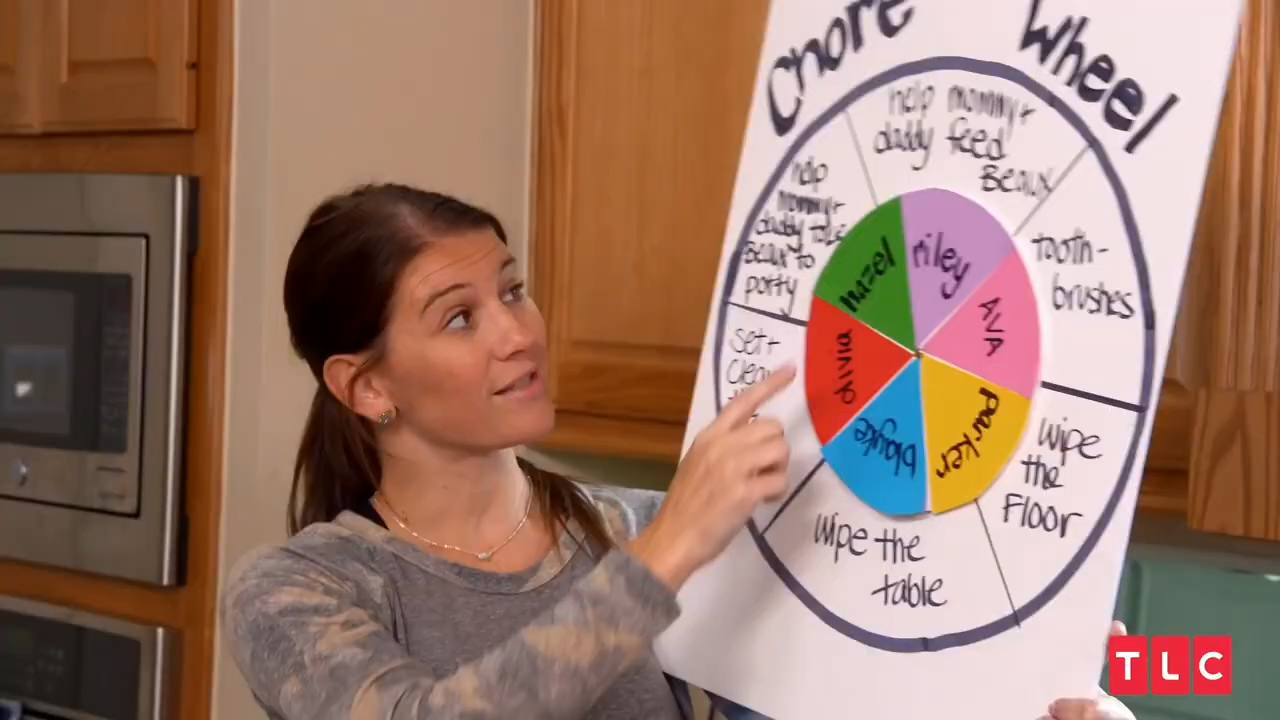 Chore Wheel
help mommy +
daddy feed
Beaux
tooth-
brushes
wipe
the
Floor
wipe the
table
set +
clean
help
mommy +
daddy take
Beaux to
potty
hazel
riley
AVA
parker
blayke
olivia
TLC